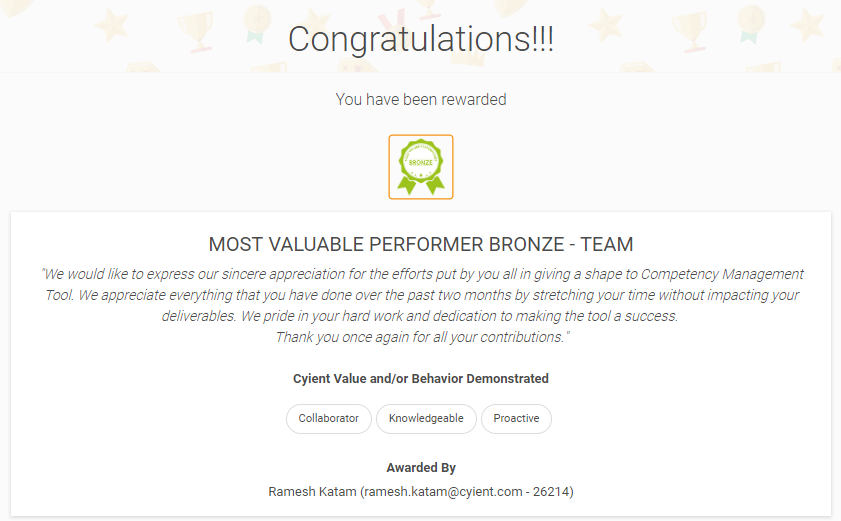 Congratulations!!!
You have been rewarded
BRONZE
MOST VALUABLE PERFORMER BRONZE - TEAM
"We would like to express our sincere appreciation for the efforts put by you all in giving a shape to Competency Management
Tool. We appreciate everything that you have done over the past two months by stretching your time without impacting your
deliverables. We pride in your hard work and dedication to making the tool a success.
Thank you once again for all your contributions."
Cyient Value and/or Behavior Demonstrated
Collaborator Knowledgeable Proactive
Awarded By
Ramesh Katam (ramesh.katam@cyient.com - 26214)